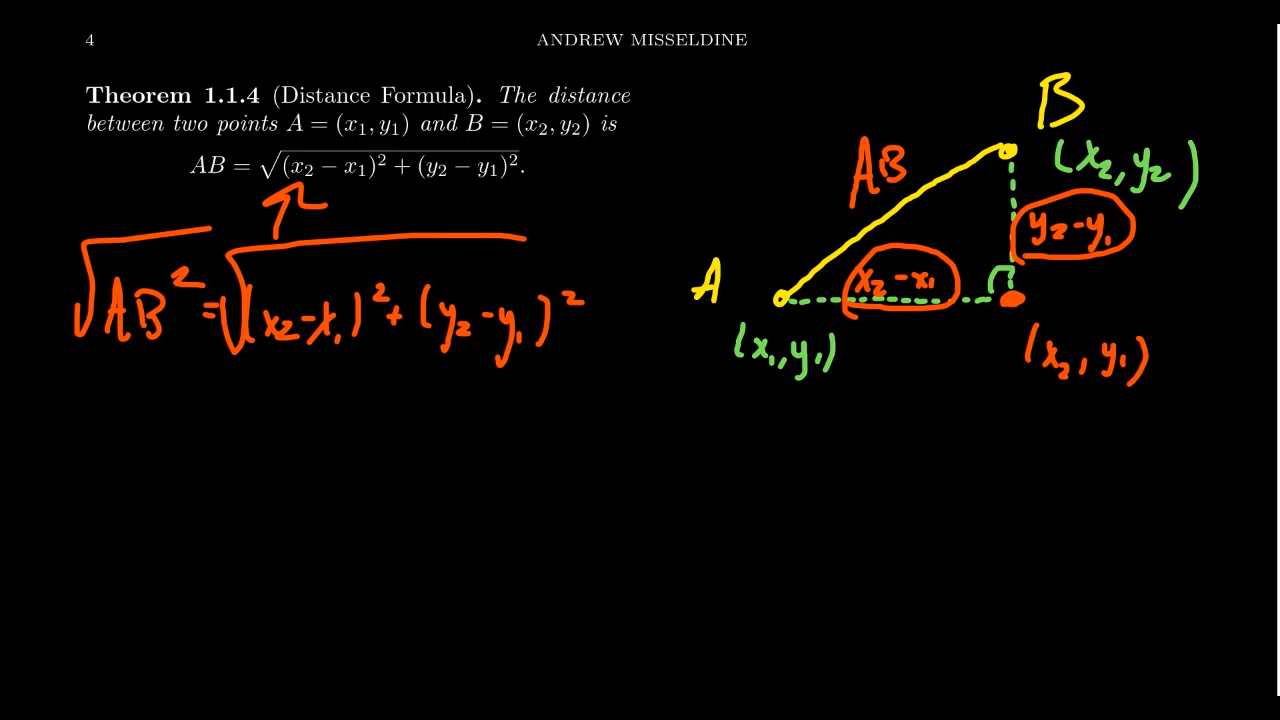 4 ANDREW MISSELDINE
Theorem 1.1.4 (Distance Formula). The distance
between two points A = (x₁, y₁) and B = (x₂, y₂) is
AB = √((x₂ − x₁)² + (y₂ − y₁)²).
√(AB²) = √((x₂ − x₁)² + (y₂ − y₁)²)
B
(x₂, y₂)
AB
y₂ − y₁
A
x₂ − x₁
(x₁, y₁)
(x₂, y₁)